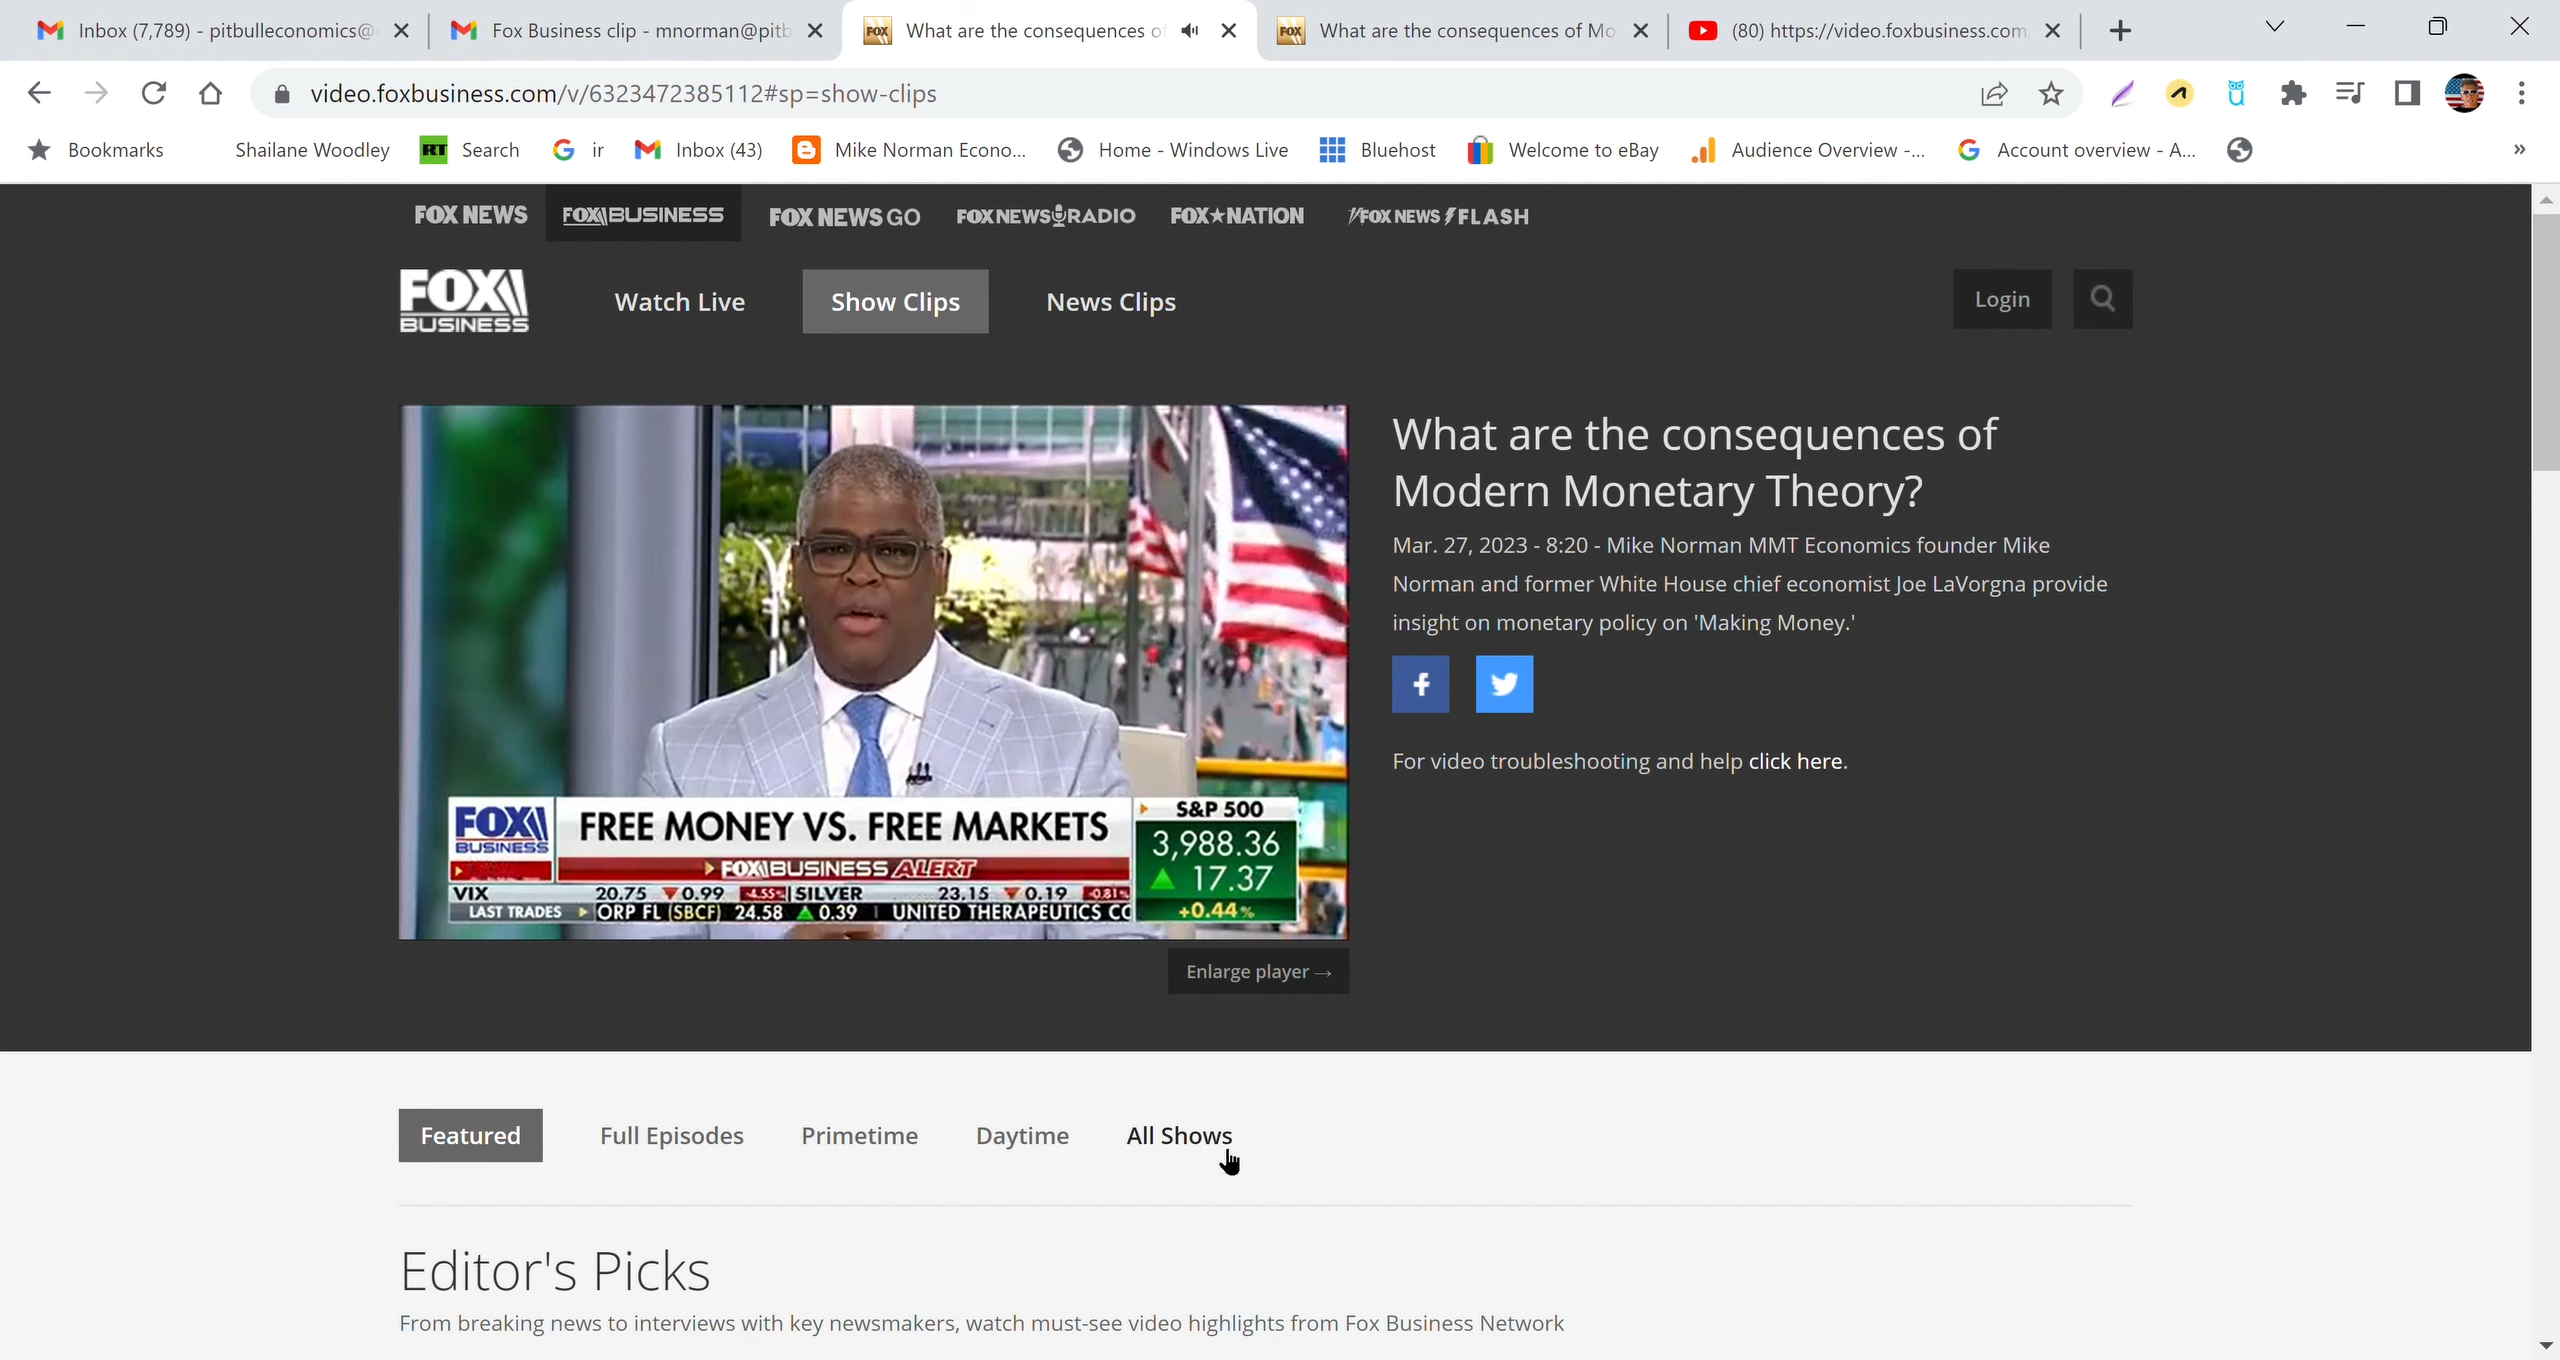 Inbox (7,789) - pitbulleconomics@
Fox Business clip - mnorman@pitb
What are the consequences of
What are the consequences of Mo
(80) https://video.foxbusiness.com
video.foxbusiness.com/v/6323472385112#sp=show-clips
Bookmarks
Shailane Woodley
RT Search
ir
Inbox (43)
Mike Norman Econo...
Home - Windows Live
Bluehost
Welcome to eBay
Audience Overview -...
Account overview - A...
»
FOX NEWS
FOX BUSINESS
FOX NEWS GO
FOX NEWS RADIO
FOX★NATION
FOX NEWS FLASH
FOX BUSINESS
Watch Live
Show Clips
News Clips
Login
What are the consequences of
Modern Monetary Theory?
Mar. 27, 2023 - 8:20 - Mike Norman MMT Economics founder Mike
Norman and former White House chief economist Joe LaVorgna provide
insight on monetary policy on 'Making Money.'
For video troubleshooting and help click here.
FOX BUSINESS
FREE MONEY VS. FREE MARKETS
FOX BUSINESS ALERT
S&P 500
3,988.36
▲ 17.37
+0.44%
VIX 20.75 ▼0.99 -4.55% | SILVER 23.15 ▼0.19 -0.81%
LAST TRADES ORP FL (SBCF) 24.58 ▲0.39 | UNITED THERAPEUTICS CO
Enlarge player →
Featured
Full Episodes
Primetime
Daytime
All Shows
Editor's Picks
From breaking news to interviews with key newsmakers, watch must-see video highlights from Fox Business Network